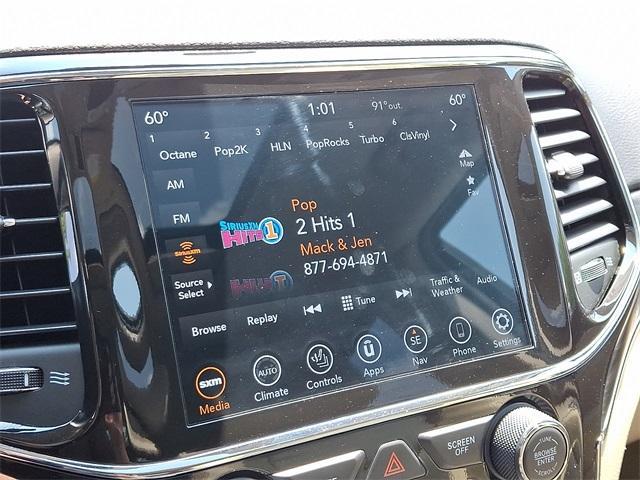 60° 1:01 91°out. 60°
1 2 3 4 5 6
Octane Pop2K HLN PopRocks Turbo ClsVinyl
AM
Map
Fav
FM
Pop
SIRIUSXM HITS 1
2 Hits 1
SiriusXM
Mack & Jen
877-694-4871
Source Select
Browse Replay Tune Traffic & Weather Audio
sxm AUTO SE
Media Climate Controls Apps Nav Phone Settings
SCREEN OFF
TUNE
BROWSE
ENTER
SCROLL